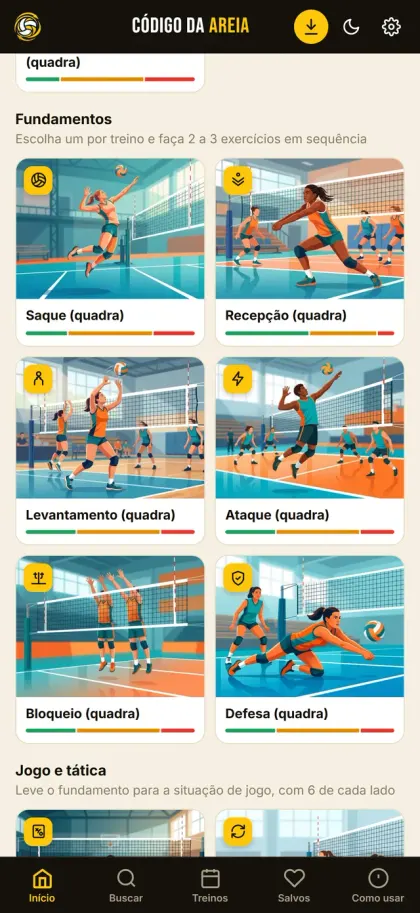 CÓDIGO DA AREIA
(quadra)
Fundamentos
Escolha um por treino e faça 2 a 3 exercícios em sequência
Saque (quadra)
Recepção (quadra)
Levantamento (quadra)
Ataque (quadra)
Bloqueio (quadra)
Defesa (quadra)
Jogo e tática
Leve o fundamento para a situação de jogo, com 6 de cada lado
Início
Buscar
Treinos
Salvos
Como usar